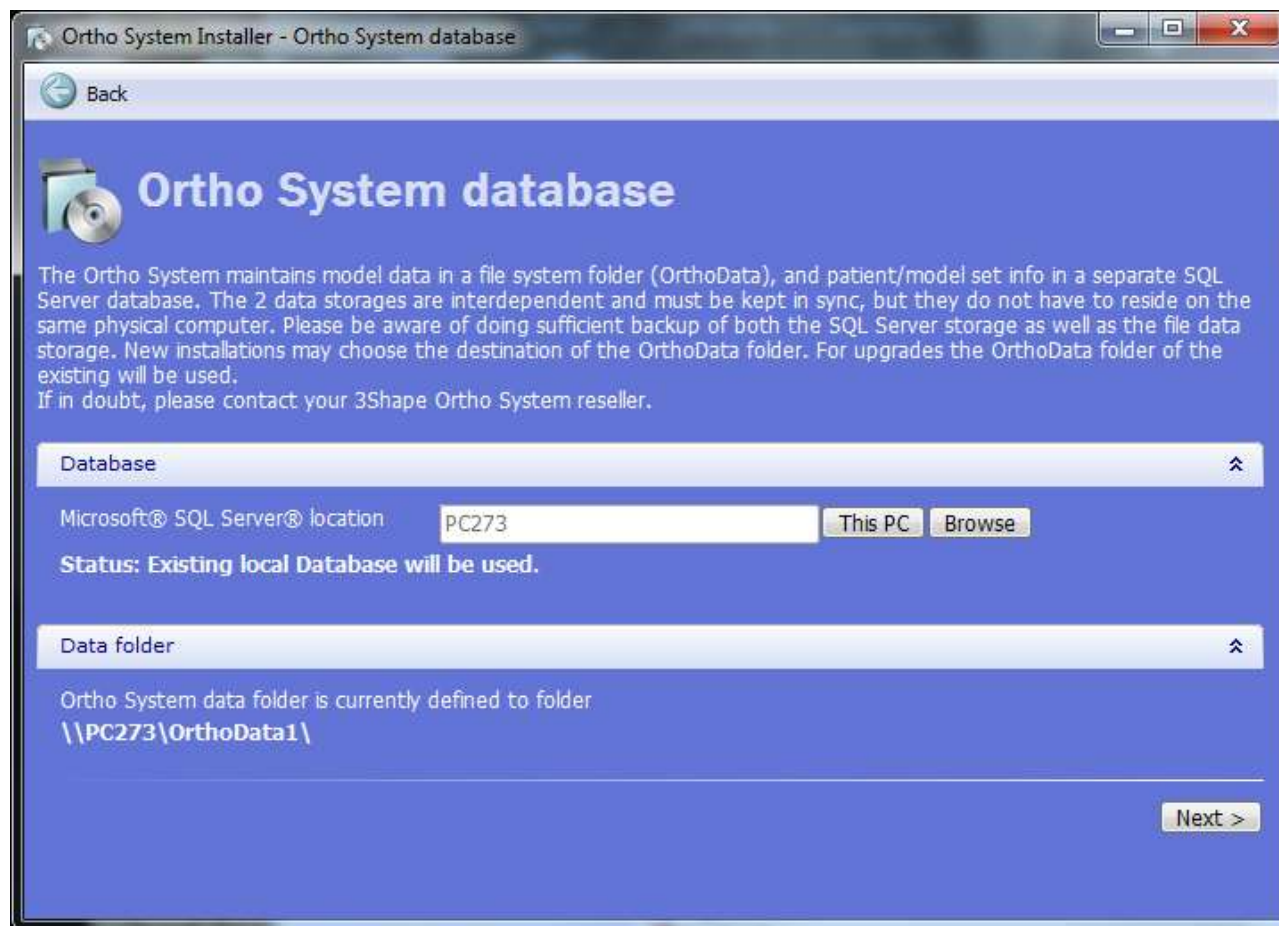 Ortho System Installer - Ortho System database
Back
Ortho System database
The Ortho System maintains model data in a file system folder (OrthoData), and patient/model set info in a separate SQL
Server database. The 2 data storages are interdependent and must be kept in sync, but they do not have to reside on the
same physical computer. Please be aware of doing sufficient backup of both the SQL Server storage as well as the file data
storage. New installations may choose the destination of the OrthoData folder. For upgrades the OrthoData folder of the
existing will be used.
If in doubt, please contact your 3Shape Ortho System reseller.
Database
Microsoft® SQL Server® location PC273 This PC Browse
Status: Existing local Database will be used.
Data folder
Ortho System data folder is currently defined to folder
\\PC273\OrthoData1\
Next >